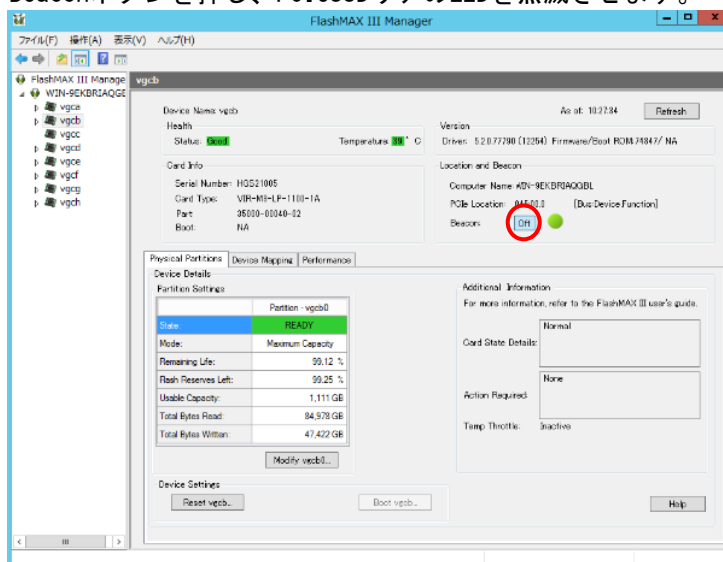 FlashMAX III Manager
ファイル(F) 操作(A) 表示(V) ヘルプ(H)
FlashMAX III Manage
WIN-9EKBRIAQGE
vgca
vgcb
vgcc
vgcd
vgce
vgcf
vgcg
vgch
vgcb
Device Name: vgcb
As of: 10:27:34
Refresh
Health
Status: Good
Temperature: 39 ° C
Version
Driver: 5.2.0.77790 (12254) Firmware/Boot ROM: 74847/ NA
Card Info
Serial Number: HGS21005
Card Type: VIR-M3-LP-1100-1A
Part: 35000-00040-02
Boot: NA
Location and Beacon
Computer Name: WIN-9EKBRIAQGBL
PCIe Location: [Bus:Device.Function]
Beacon: Off
Physical Partitions Device Mapping Performance
Device Details
Partition Settings
Partition - vgcb0
State: READY
Mode: Maximum Capacity
Remaining Life: 99.12 %
Flash Reserves Left: 99.25 %
Usable Capacity: 1,111 GB
Total Bytes Read: 84,978 GB
Total Bytes Written: 47,422 GB
Modify vgcb0...
Additional Information
For more information, refer to the FlashMAX III user's guide.
Card State Details: Normal
Action Required: None
Temp Throttle: Inactive
Device Settings
Reset vgcb...
Boot vgcb...
Help